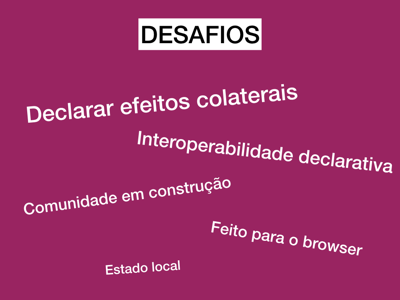 DESAFIOS
Declarar efeitos colaterais
Interoperabilidade declarativa
Comunidade em construção
Feito para o browser
Estado local